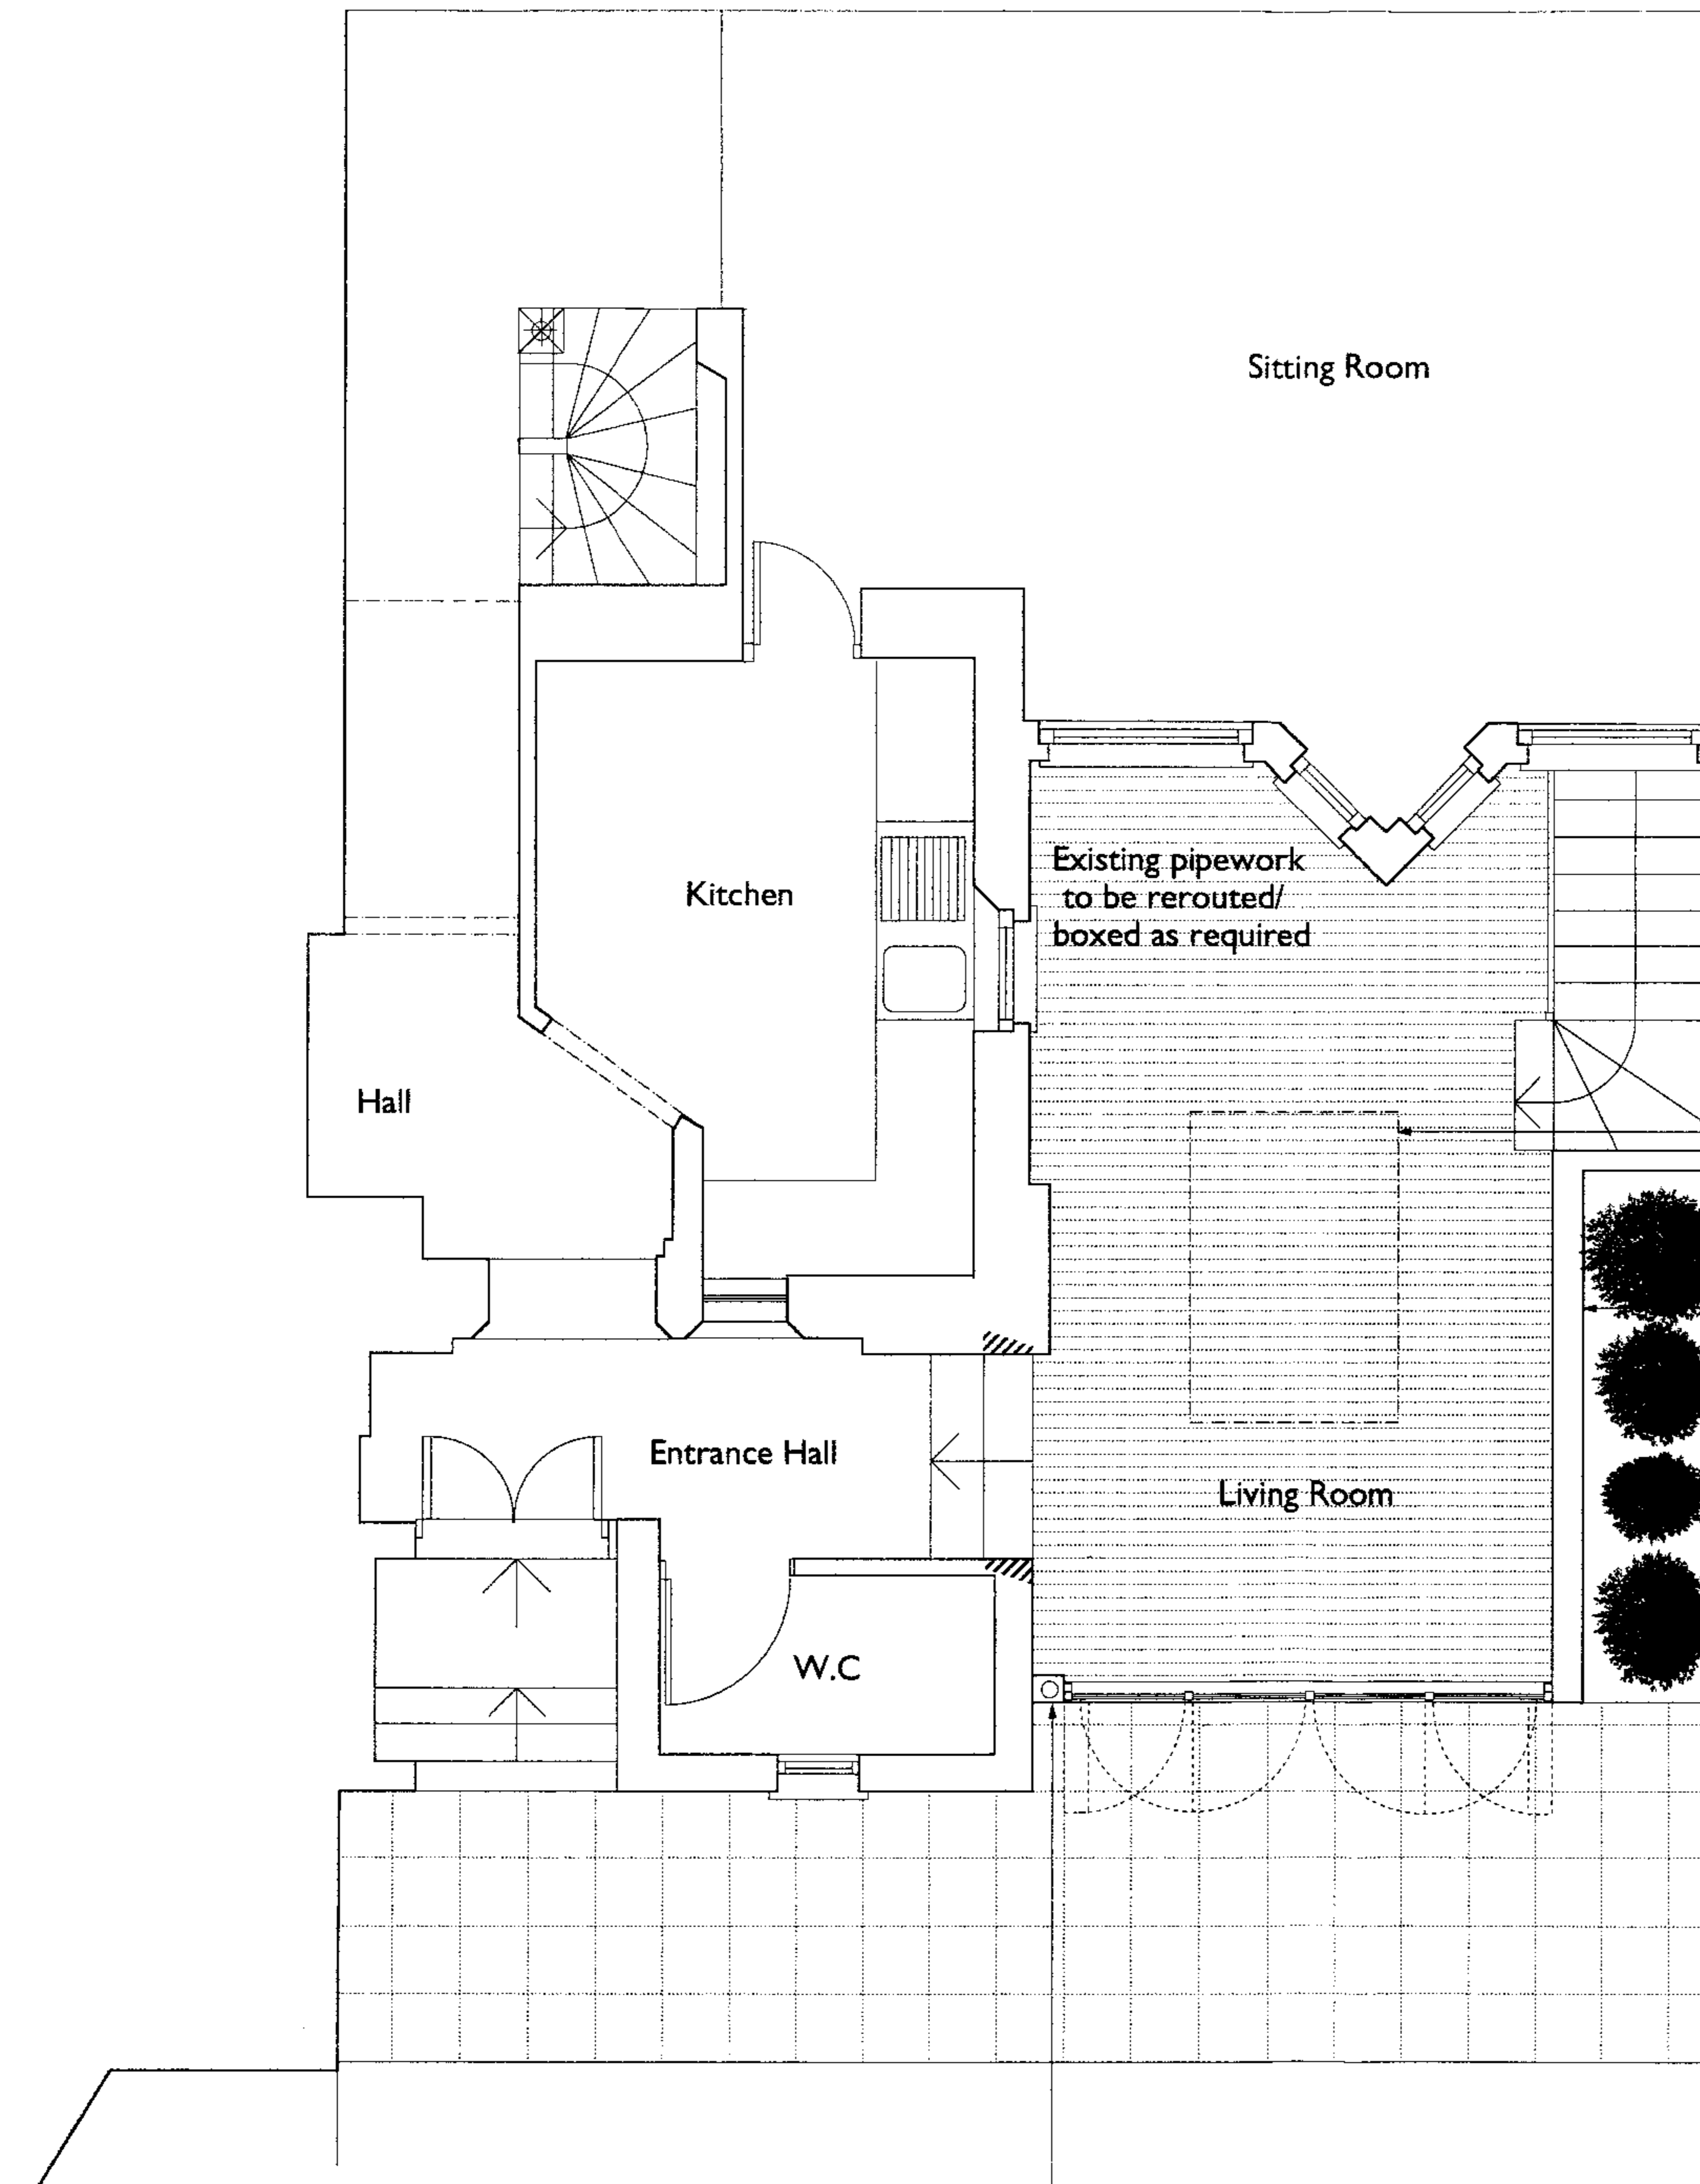 Sitting Room
Existing pipework
to be rerouted/
boxed as required
Kitchen
Hall
Entrance Hall
Living Room
W.C